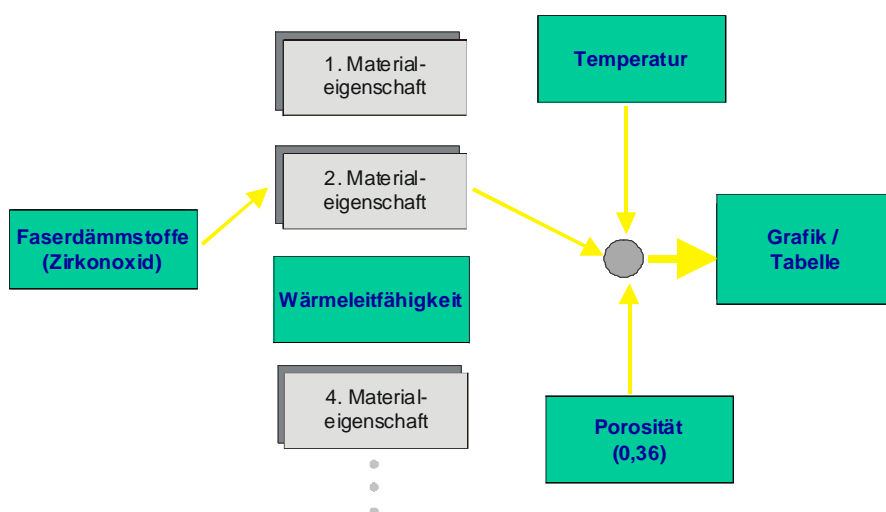 1. Material-
eigenschaft
Temperatur
2. Material-
eigenschaft
Faserdämmstoffe
(Zirkonoxid)
Grafik /
Tabelle
Wärmeleitfähigkeit
4. Material-
eigenschaft
Porosität
(0,36)